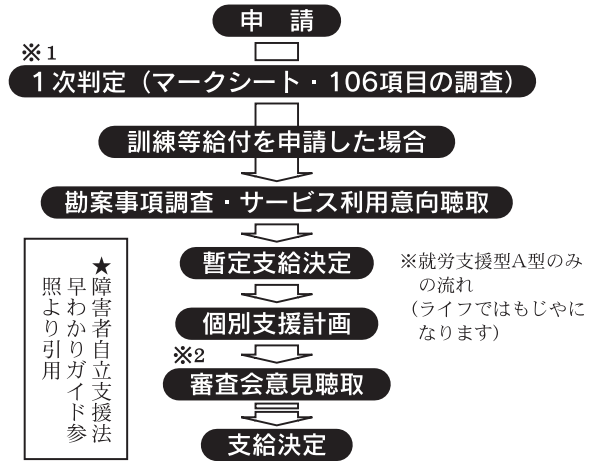 申　請
※1
1次判定（マークシート・106項目の調査）
訓練等給付を申請した場合
勘案事項調査・サービス利用意向聴取
暫定支給決定
※就労支援型A型のみ
の流れ
（ライフではもじやに
なります）
個別支援計画
※2
審査会意見聴取
支給決定
★障害者自立支援法
早わかりガイド参
照より引用